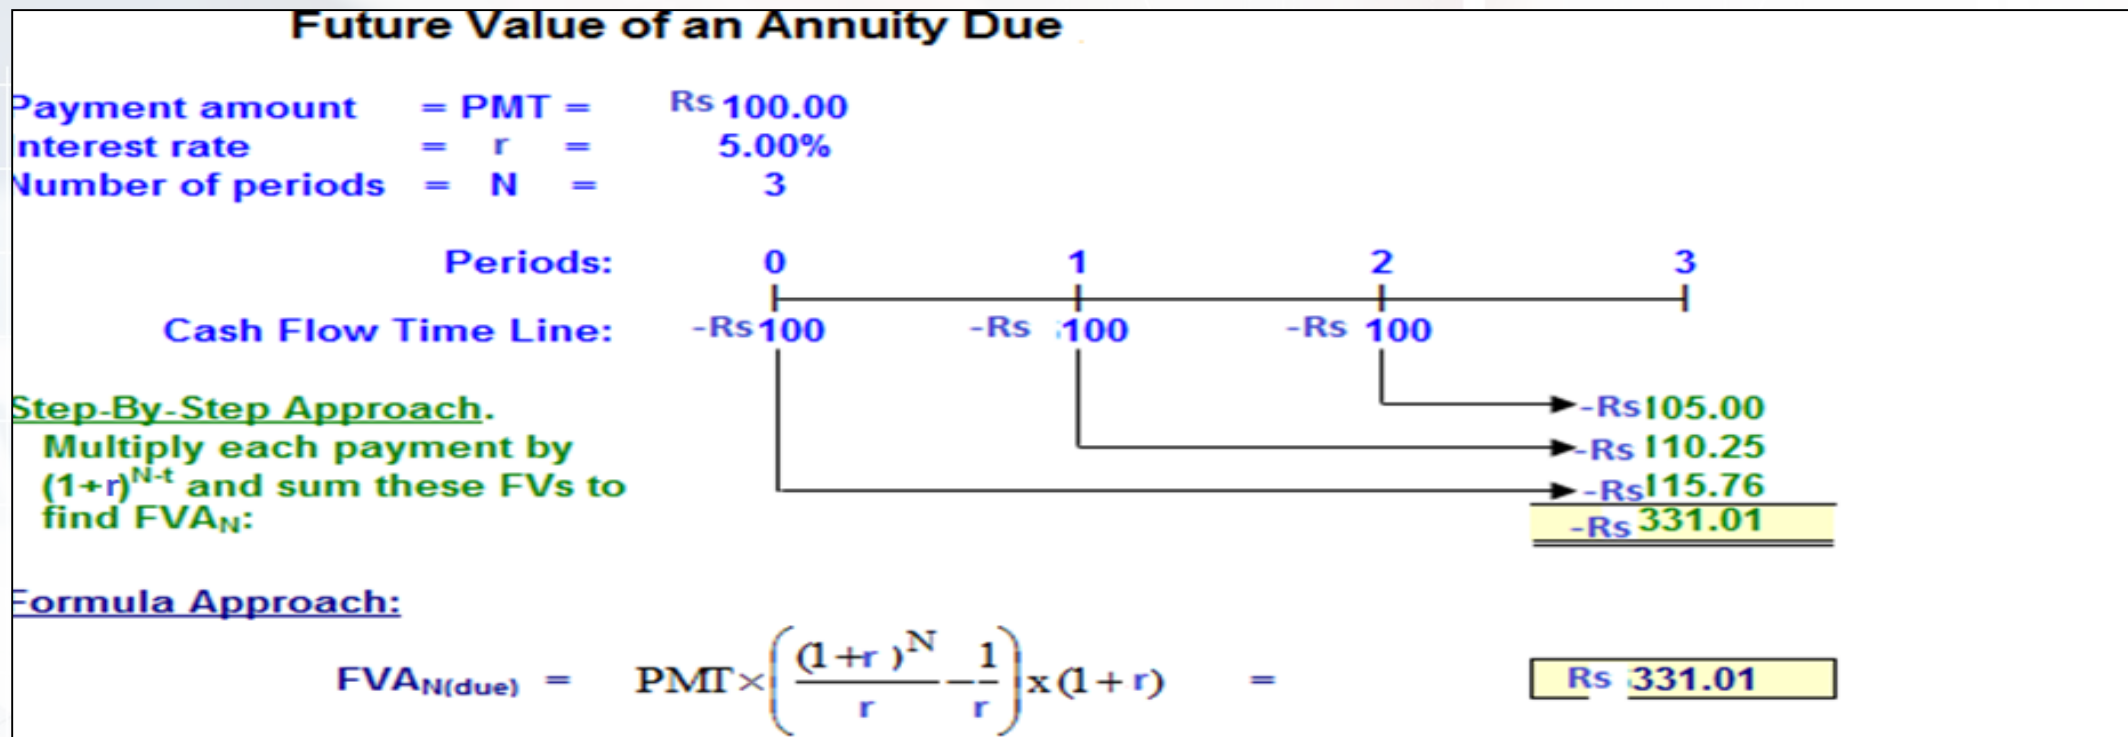 Future Value of an Annuity Due
Payment amount = PMT = Rs 100.00
Interest rate = r = 5.00%
Number of periods = N = 3
Periods: 0 1 2 3
Cash Flow Time Line: -Rs 100 -Rs 100 -Rs 100
Step-By-Step Approach. -Rs 105.00
Multiply each payment by -Rs 110.25
(1+r)^N-t and sum these FVs to -Rs 115.76
find FVA_N: -Rs 331.01
Formula Approach:
FVA_N(due) = PMT × ( (1+r)^N / r − 1 / r ) x (1+r) = Rs 331.01